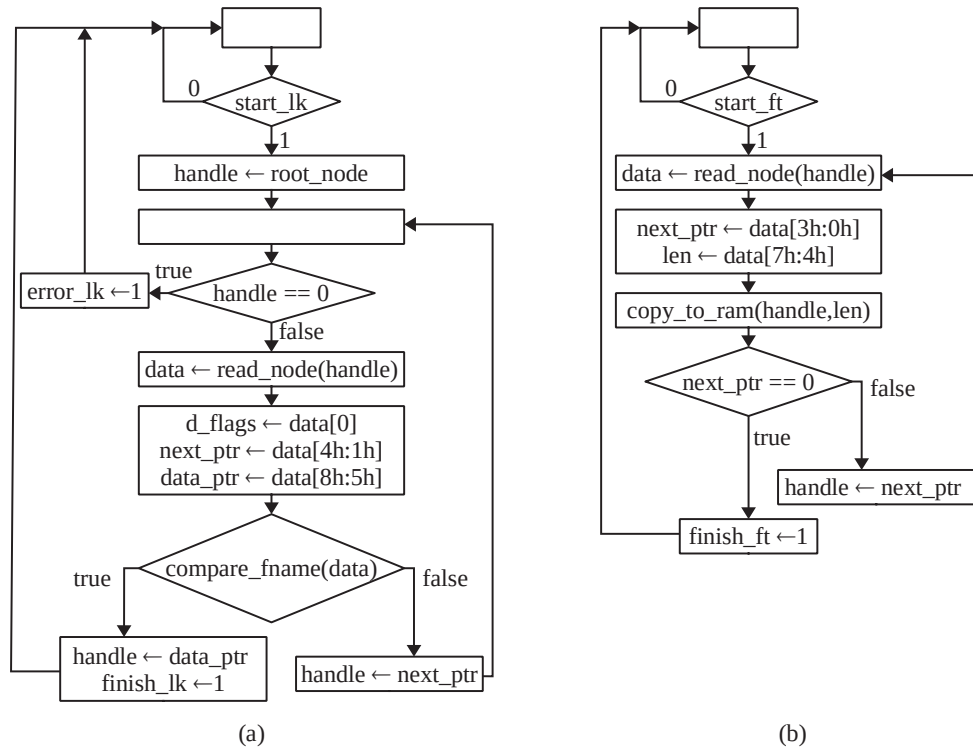 0
start_lk
1
handle ← root_node
true
error_lk ←1
handle == 0
false
data ← read_node(handle)
d_flags ← data[0]
next_ptr ← data[4h:1h]
data_ptr ← data[8h:5h]
true
compare_fname(data)
false
handle ← data_ptr
finish_lk ←1
handle ← next_ptr
(a)
0
start_ft
1
data ← read_node(handle)
next_ptr ← data[3h:0h]
len ← data[7h:4h]
copy_to_ram(handle,len)
next_ptr == 0
false
true
handle ← next_ptr
finish_ft ←1
(b)